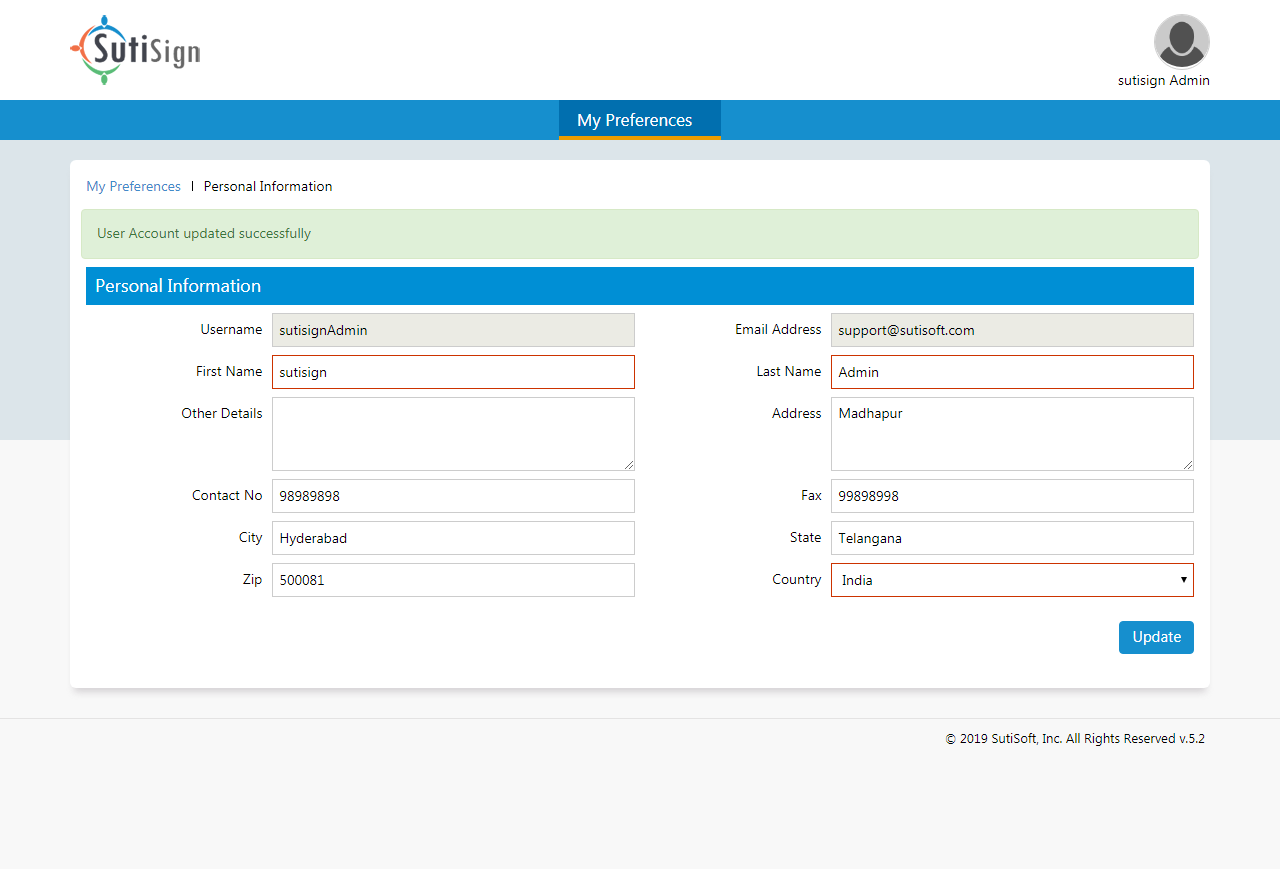 SutiSign
sutisign Admin
My Preferences
My Preferences | Personal Information
User Account updated successfully
Personal Information
Username sutisignAdmin Email Address support@sutisoft.com
First Name sutisign Last Name Admin
Other Details Address Madhapur
Contact No 98989898 Fax 99898998
City Hyderabad State Telangana
Zip 500081 Country India
Update
© 2019 SutiSoft, Inc. All Rights Reserved v.5.2